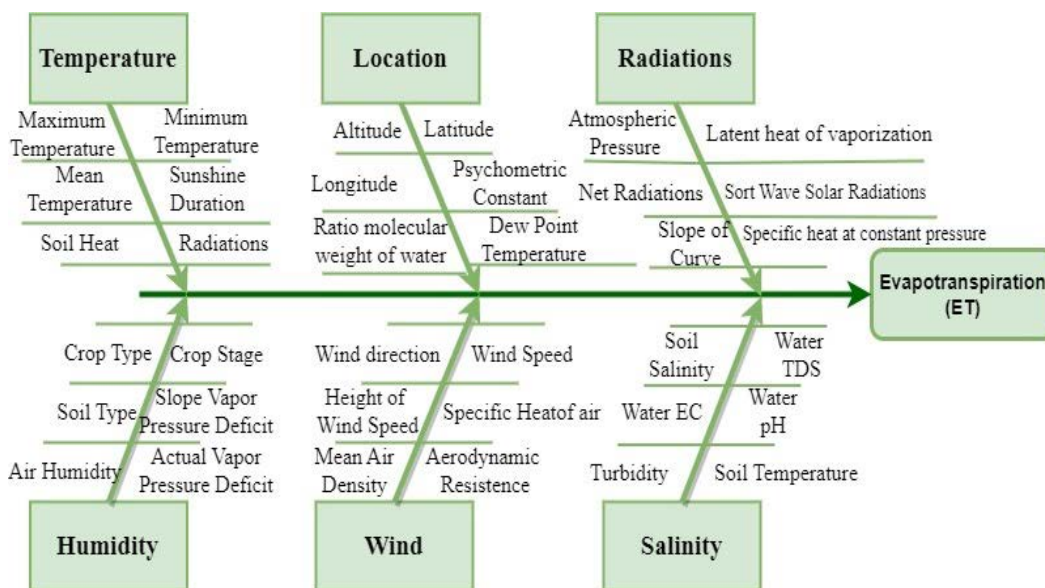 Temperature
Location
Radiations
Maximum
Temperature
Minimum
Temperature
Mean
Temperature
Sunshine
Duration
Soil Heat
Radiations
Altitude
Latitude
Longitude
Psychometric
Constant
Ratio molecular
weight of water
Dew Point
Temperature
Atmospheric
Pressure
Latent heat of vaporization
Net Radiations
Sort Wave Solar Radiations
Slope of
Curve
Specific heat at constant pressure
Evapotranspiration
(ET)
Crop Type
Crop Stage
Soil Type
Slope Vapor
Pressure Deficit
Air Humidity
Actual Vapor
Pressure Deficit
Wind direction
Wind Speed
Height of
Wind Speed
Specific Heatof air
Mean Air
Density
Aerodynamic
Resistence
Soil
Salinity
Water
TDS
Water EC
Water
pH
Turbidity
Soil Temperature
Humidity
Wind
Salinity